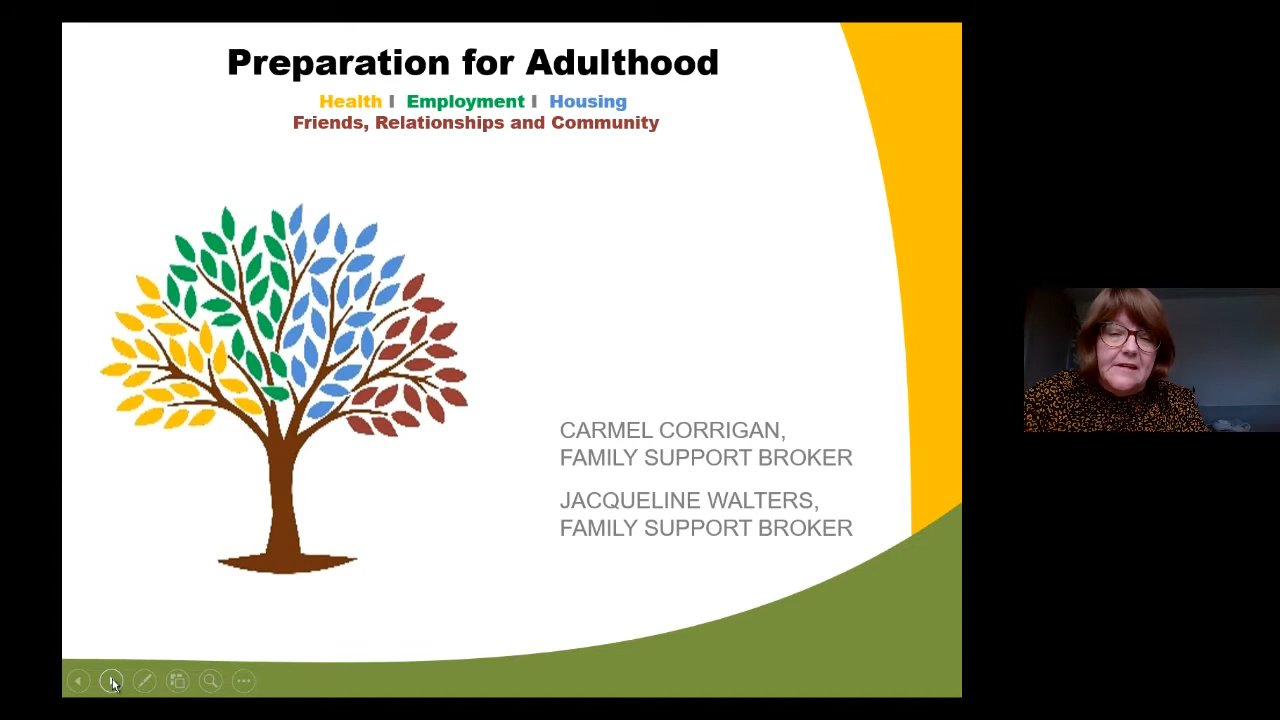 Preparation for Adulthood
Health I Employment I Housing
Friends, Relationships and Community
CARMEL CORRIGAN,
FAMILY SUPPORT BROKER
JACQUELINE WALTERS,
FAMILY SUPPORT BROKER